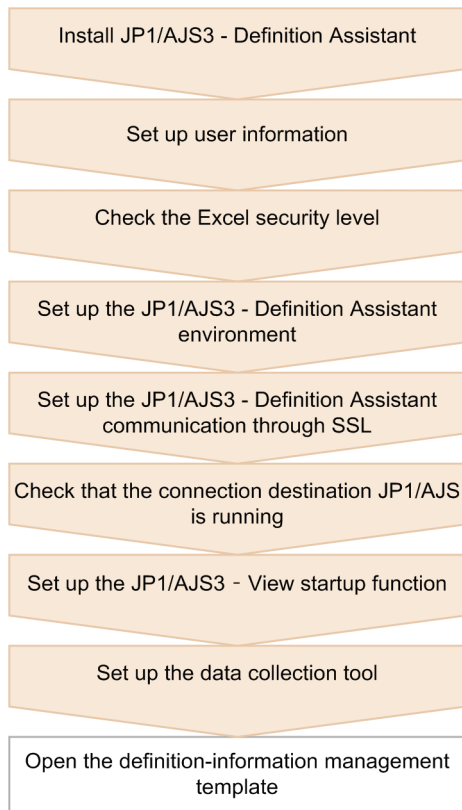 Install JP1/AJS3 - Definition Assistant
Set up user information
Check the Excel security level
Set up the JP1/AJS3 - Definition Assistant
environment
Set up the JP1/AJS3 - Definition Assistant
communication through SSL
Check that the connection destination JP1/AJS
is running
Set up the JP1/AJS3 - View startup function
Set up the data collection tool
Open the definition-information management
template